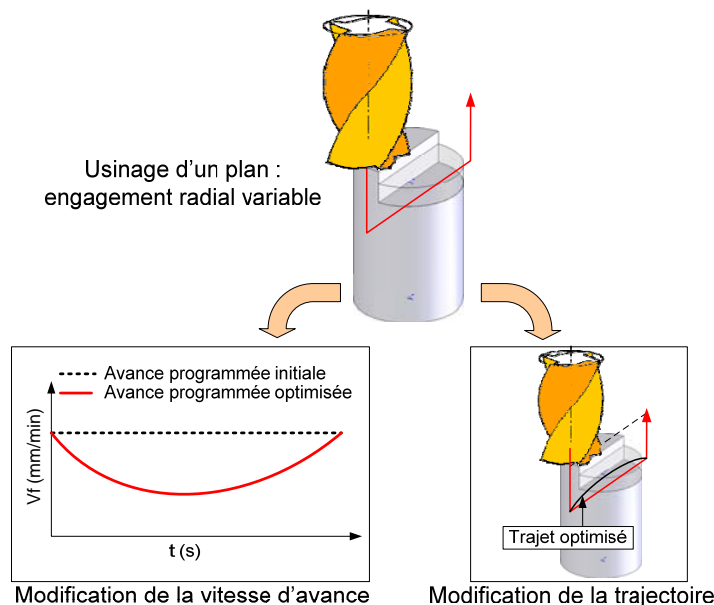 Usinage d'un plan :
engagement radial variable
Avance programmée initiale
Avance programmée optimisée
Vf (mm/min)
t (s)
Modification de la vitesse d'avance
Trajet optimisé
Modification de la trajectoire